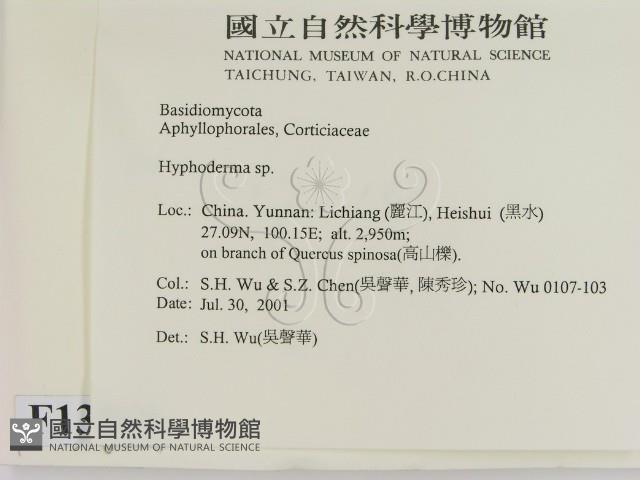 國立自然科學博物館
NATIONAL MUSEUM OF NATURAL SCIENCE
TAICHUNG, TAIWAN, R.O.CHINA
Basidiomycota
Aphyllophorales, Corticiaceae
Hyphoderma sp.
Loc.: China. Yunnan: Lichiang (麗江), Heishui (黑水)
27.09N, 100.15E; alt. 2,950m;
on branch of Quercus spinosa(高山櫟).
Col.: S.H. Wu & S.Z. Chen(吳聲華, 陳秀珍); No. Wu 0107-103
Date: Jul. 30, 2001
Det.: S.H. Wu(吳聲華)
F13
國立自然科學博物館
NATIONAL MUSEUM OF NATURAL SCIENCE